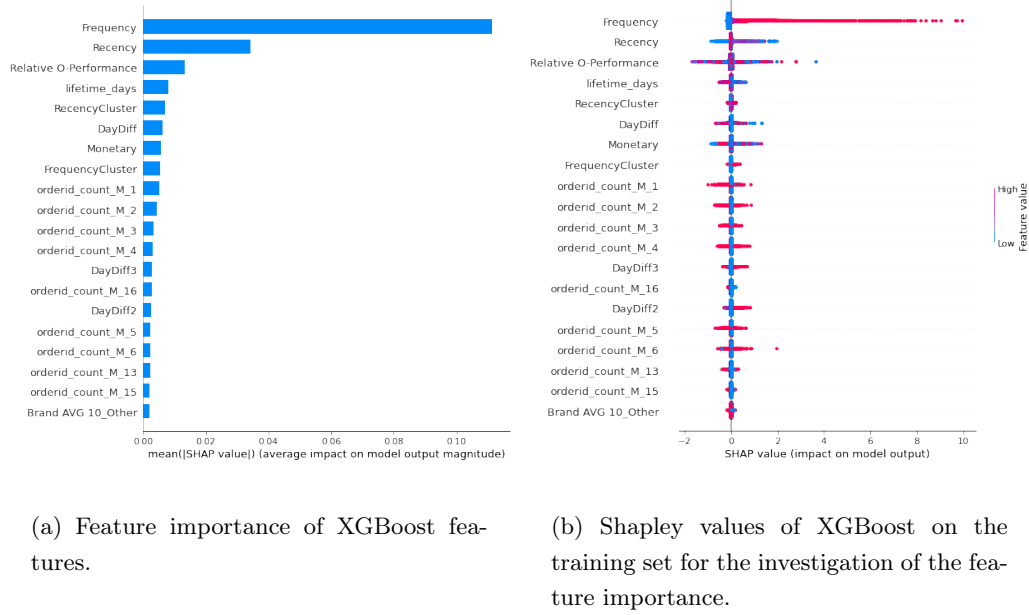 Frequency
Recency
Relative O-Performance
lifetime_days
RecencyCluster
DayDiff
Monetary
FrequencyCluster
orderid_count_M_1
orderid_count_M_2
orderid_count_M_3
orderid_count_M_4
DayDiff3
orderid_count_M_16
DayDiff2
orderid_count_M_5
orderid_count_M_6
orderid_count_M_13
orderid_count_M_15
Brand AVG 10_Other
0.00 0.02 0.04 0.06 0.08 0.10
mean(|SHAP value|) (average impact on model output magnitude)
Frequency
Recency
Relative O-Performance
lifetime_days
RecencyCluster
DayDiff
Monetary
FrequencyCluster
orderid_count_M_1
orderid_count_M_2
orderid_count_M_3
orderid_count_M_4
DayDiff3
orderid_count_M_16
DayDiff2
orderid_count_M_5
orderid_count_M_6
orderid_count_M_13
orderid_count_M_15
Brand AVG 10_Other
−2 0 2 4 6 8 10
SHAP value (impact on model output)
High
Low
Feature value
(a) Feature importance of XGBoost fea-
tures.
(b) Shapley values of XGBoost on the
training set for the investigation of the fea-
ture importance.